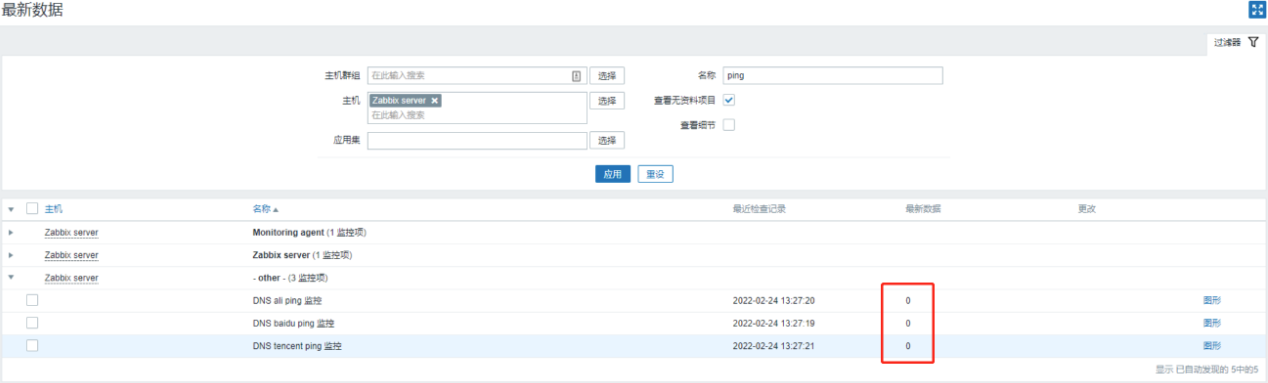 最新数据
过滤器
主机群组 在此输入搜索 选择 名称 ping
主机 Zabbix server 在此输入搜索 选择 查看无资料项目
查看细节
应用集 选择
应用 重设
主机 名称 最近检查记录 最新数据 更改
Zabbix server Monitoring agent (1 监控项)
Zabbix server Zabbix server (1 监控项)
Zabbix server - other - (3 监控项)
DNS ali ping 监控 2022-02-24 13:27:20 0 图形
DNS baidu ping 监控 2022-02-24 13:27:19 0 图形
DNS tencent ping 监控 2022-02-24 13:27:21 0 图形
显示 已自动发现的 5中的5